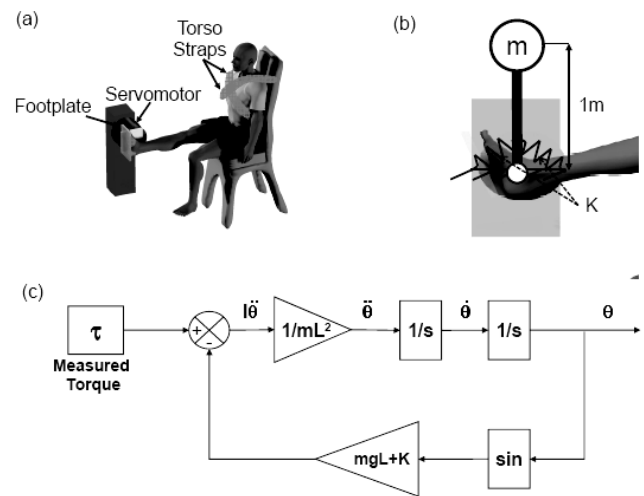 (a)
Torso
Straps
Servomotor
Footplate
(b)
m
1m
K
(c)
τ
Measured
Torque
+
-
Iθ̈
1/mL²
θ̈
1/s
θ̇
1/s
θ
mgL+K
sin